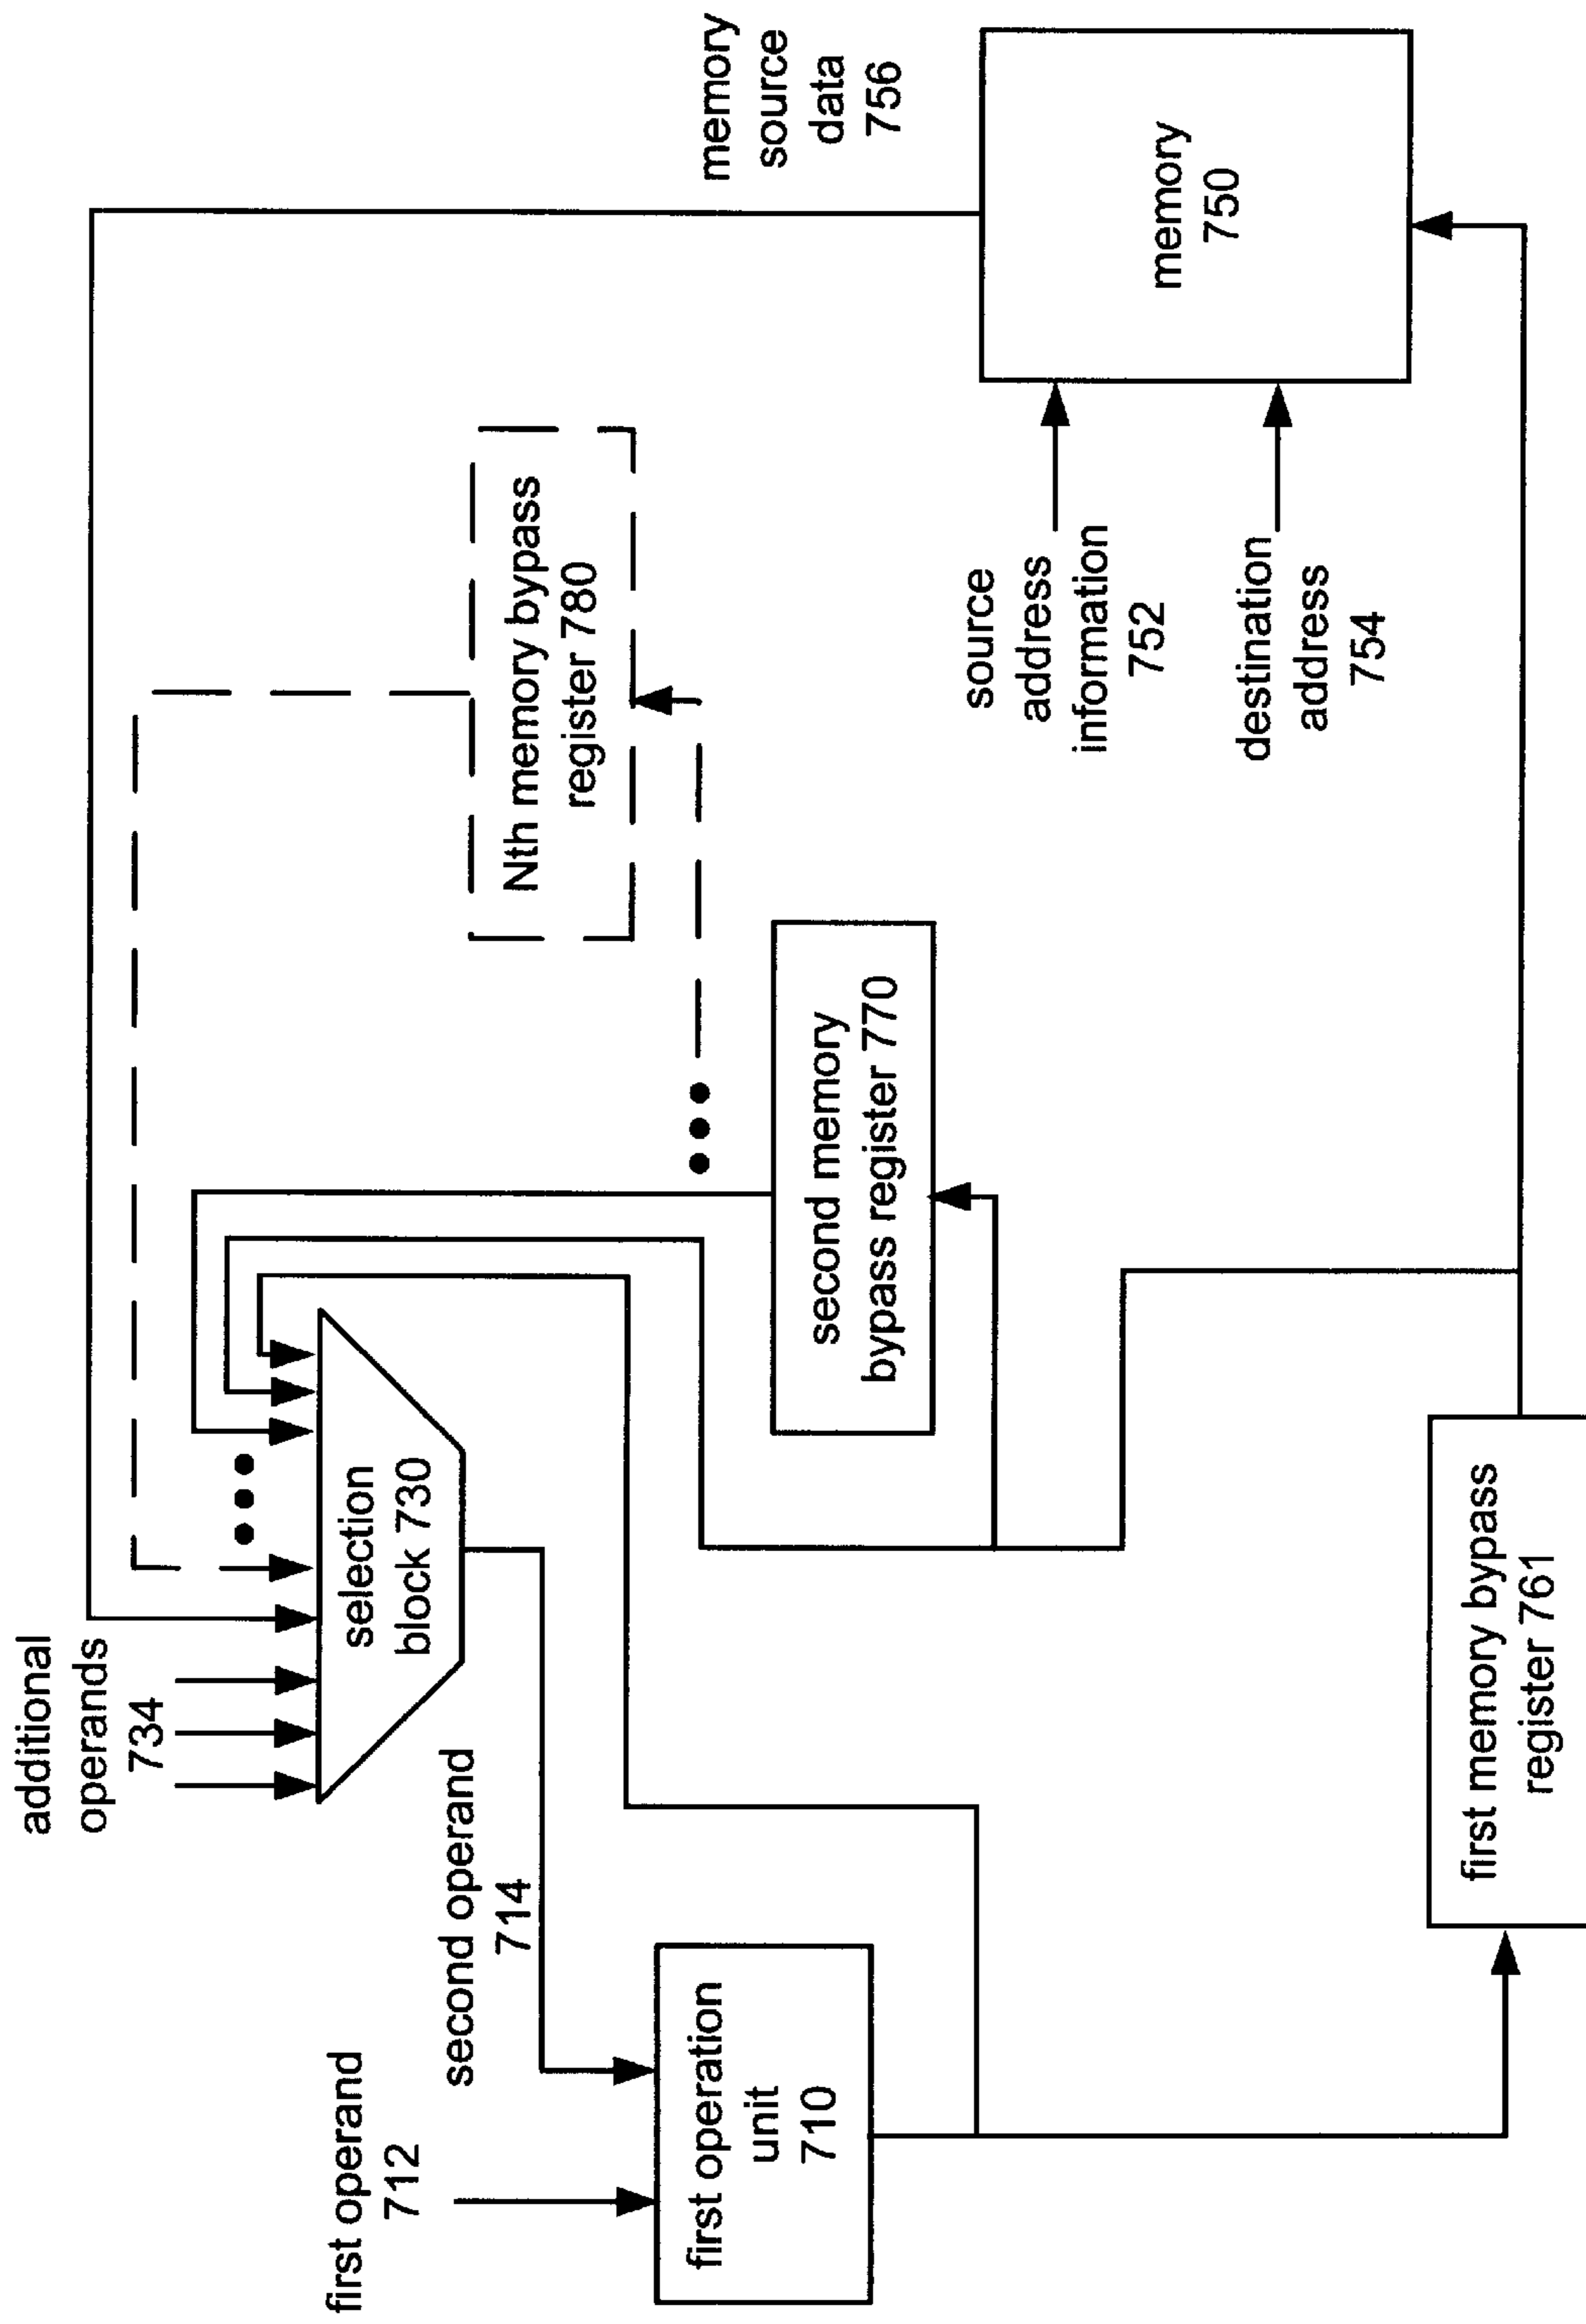 additional
operands
734
first operand
712
second operand
714
selection
block 730
first operation
unit
710
second memory
bypass register 770
Nth memory bypass
register 780
memory
source
data
756
source
address
information
752
destination
address
754
memory
750
first memory bypass
register 761